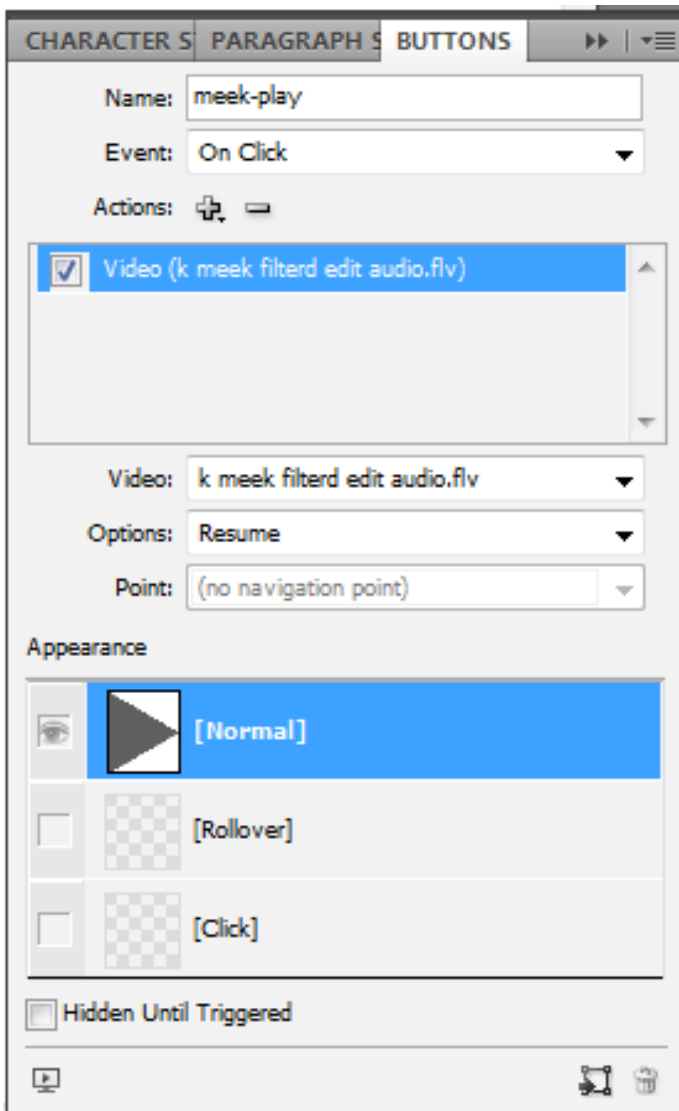 CHARACTER S PARAGRAPH S BUTTONS
Name: meek-play
Event: On Click
Actions:
Video (k meek filterd edit audio.flv)
Video: k meek filterd edit audio.flv
Options: Resume
Point: (no navigation point)
Appearance
[Normal]
[Rollover]
[Click]
Hidden Until Triggered